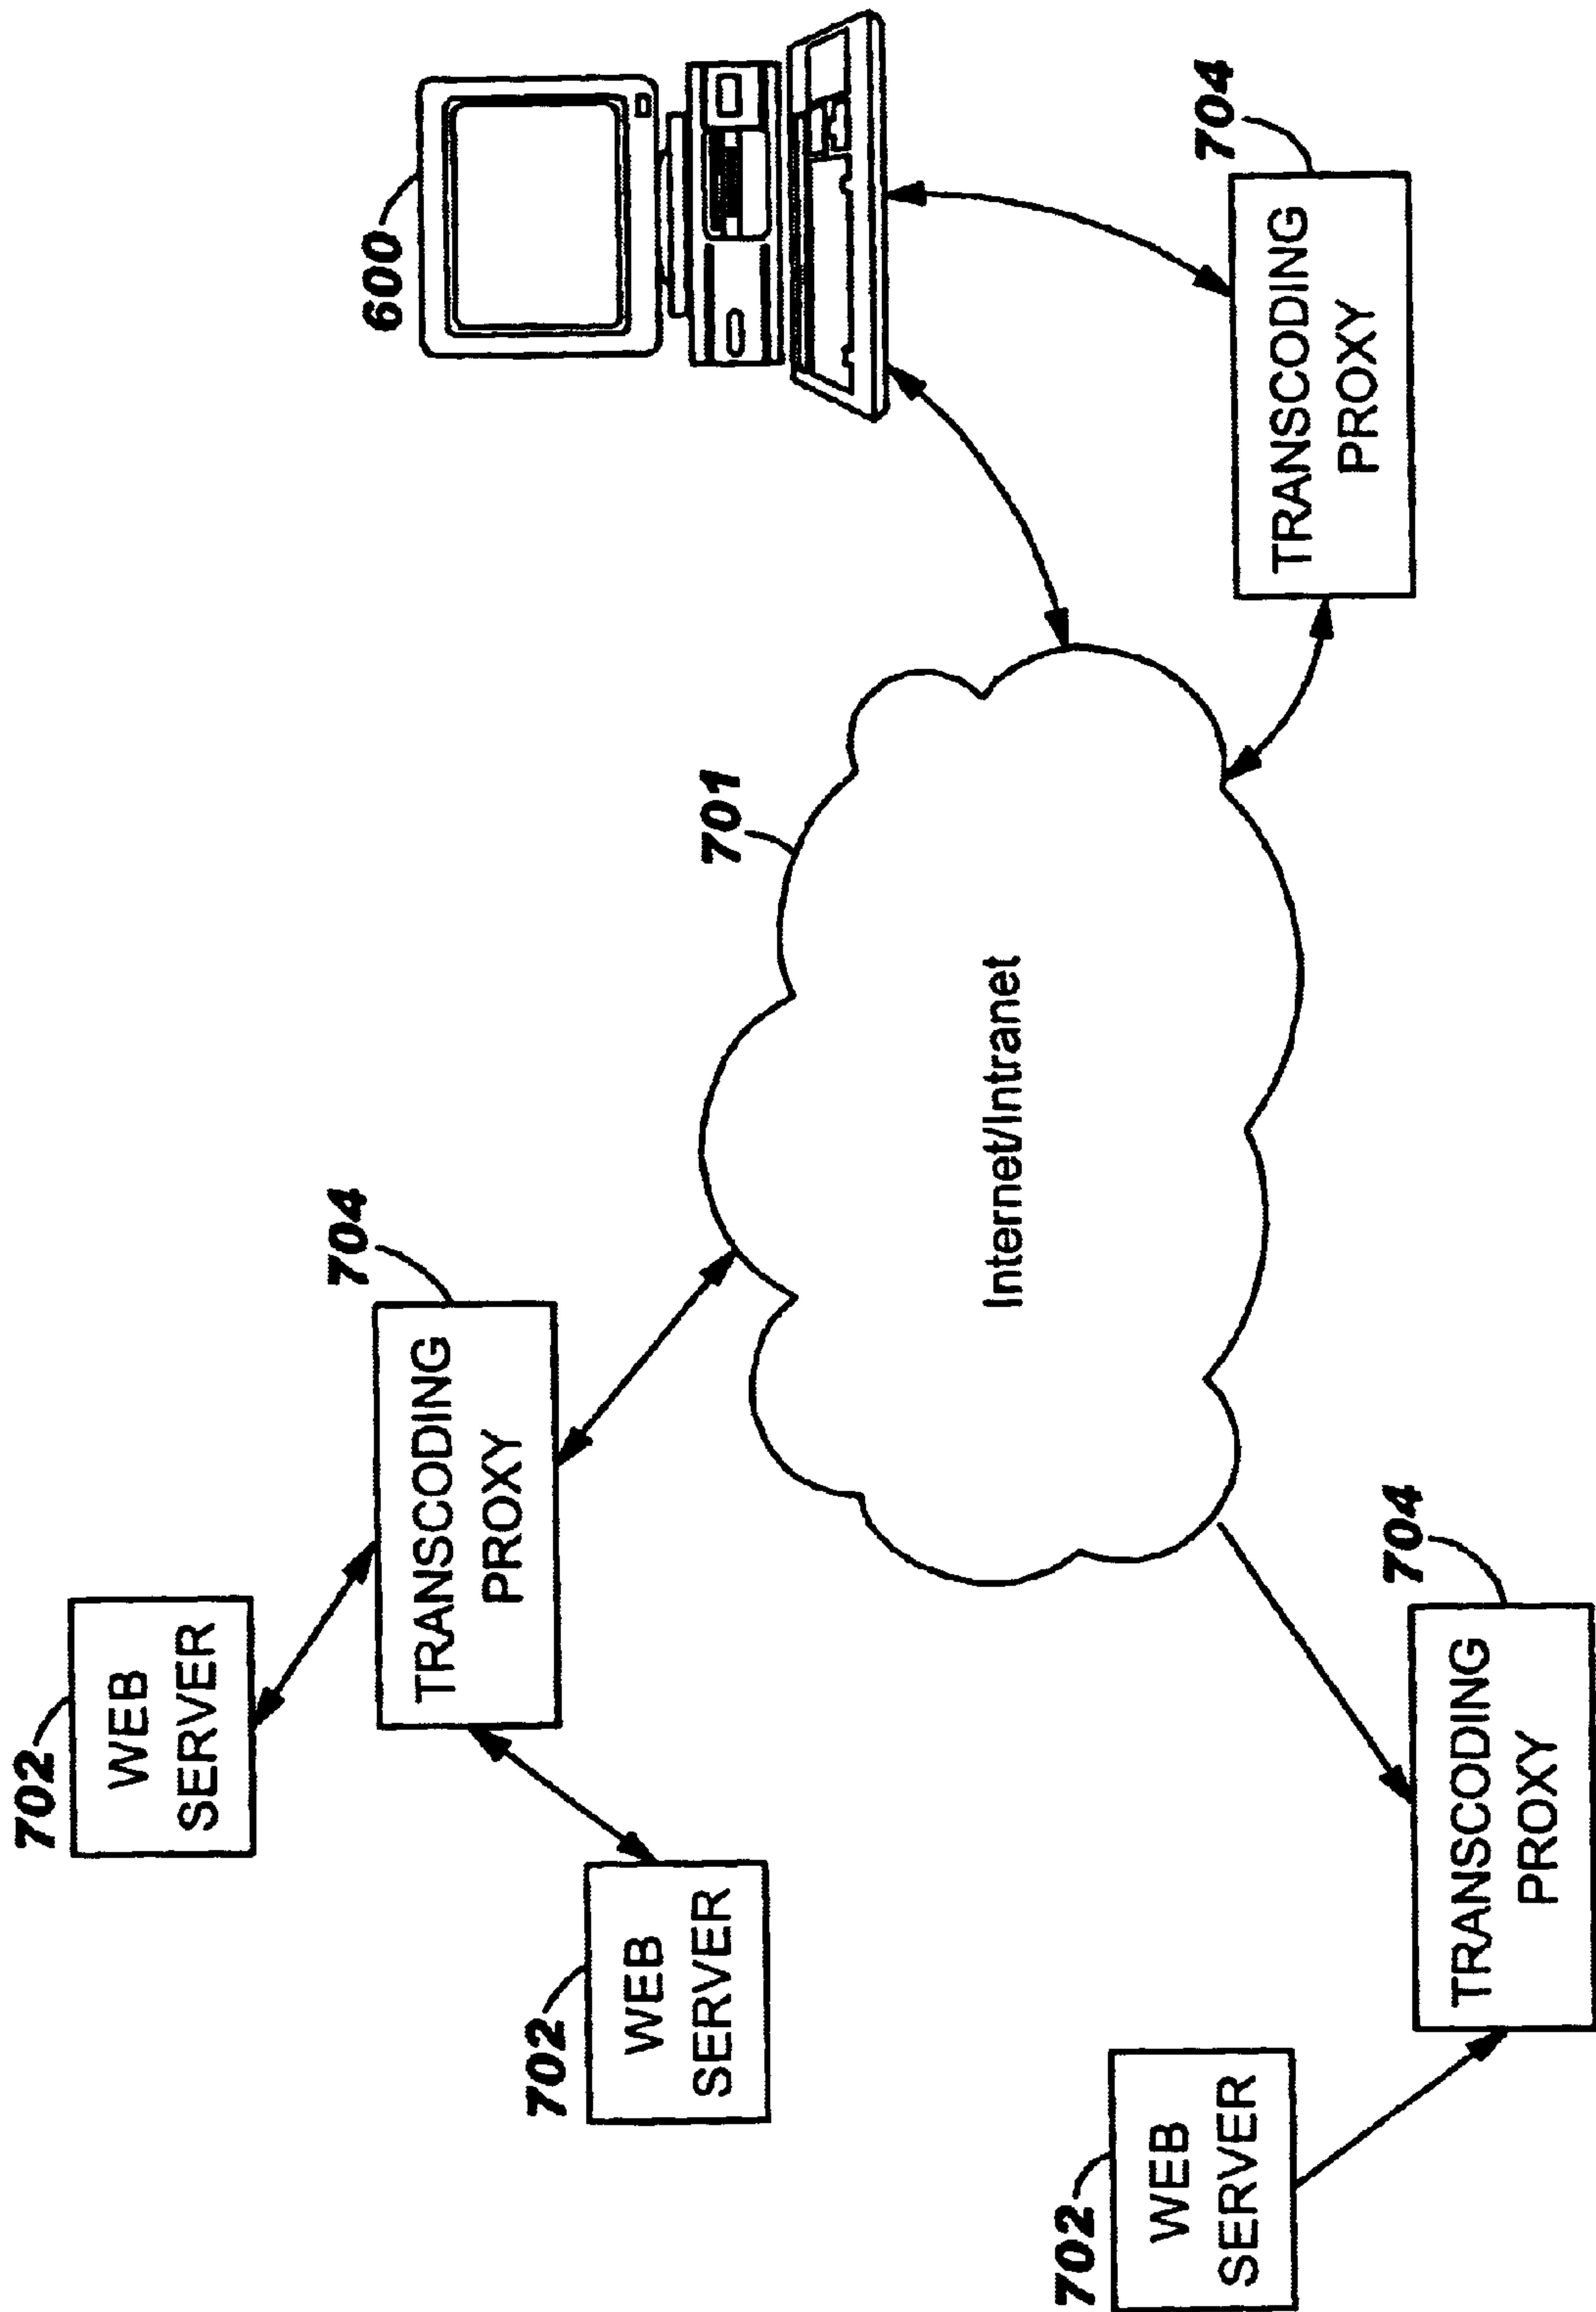 702
WEB
SERVER
704
600
TRANSCODING
PROXY
702
WEB
SERVER
701
Internet/Intranet
702
WEB
SERVER
704
TRANSCODING
PROXY
704
TRANSCODING
PROXY